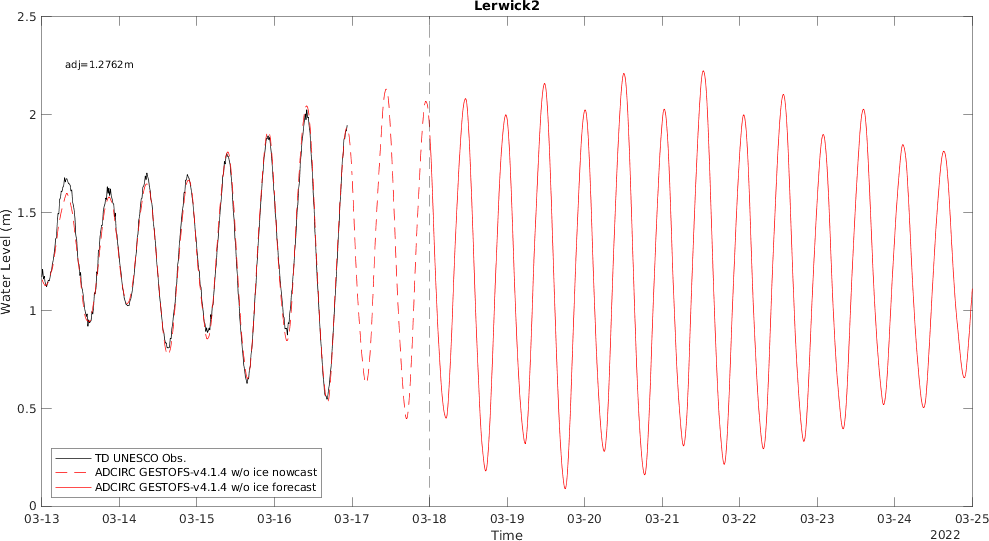 Lerwick2
2.5
adj=1.2762m
2
1.5
Water Level (m)
1
0.5
TD UNESCO Obs.
ADCIRC GESTOFS-v4.1.4 w/o ice nowcast
ADCIRC GESTOFS-v4.1.4 w/o ice forecast
0
03-13 03-14 03-15 03-16 03-17 03-18 03-19 03-20 03-21 03-22 03-23 03-24 03-25
Time
2022